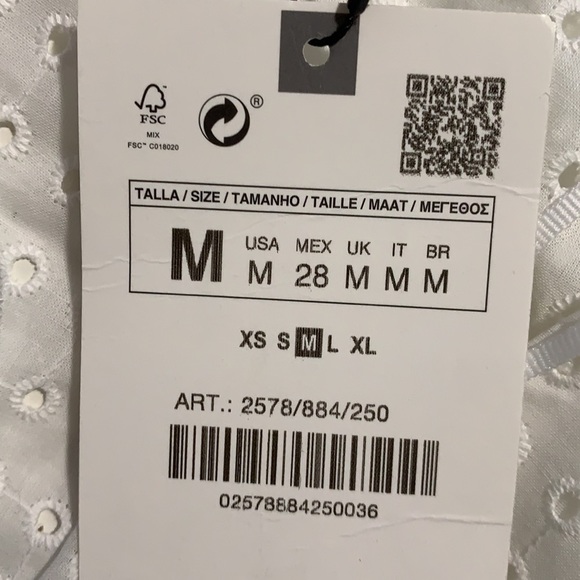 FSC
MIX
FSC™ C018020
®
TALLA / SIZE / TAMANHO / TAILLE / MAAT / ΜΕΓΕΘΟΣ
M USA MEX UK IT BR
M 28 M M M
XS S M L XL
ART.: 2578/884/250
02578884250036